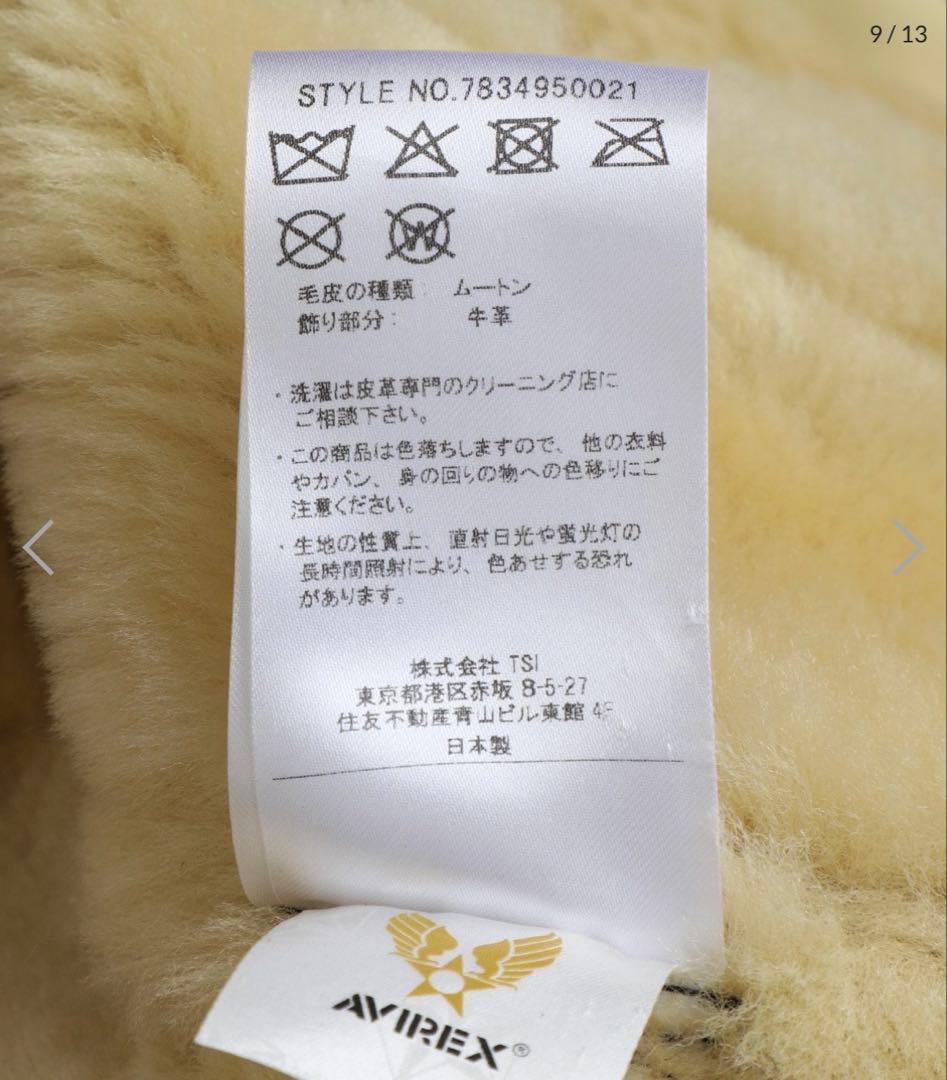 9 / 13
STYLE NO.7834950021
W
毛皮の種類： ムートン
飾り部分： 牛革
・洗濯は皮革専門のクリーニング店に
ご相談下さい。
・この商品は色落ちしますので、他の衣料
やカバン、身の回りの物への色移りにご
注意ください。
・生地の性質上、直射日光や蛍光灯の
長時間照射により、色あせする恐れ
があります。
株式会社 TSI
東京都港区赤坂 8-5-27
住友不動産青山ビル東館 4F
日本製
AVIREX®